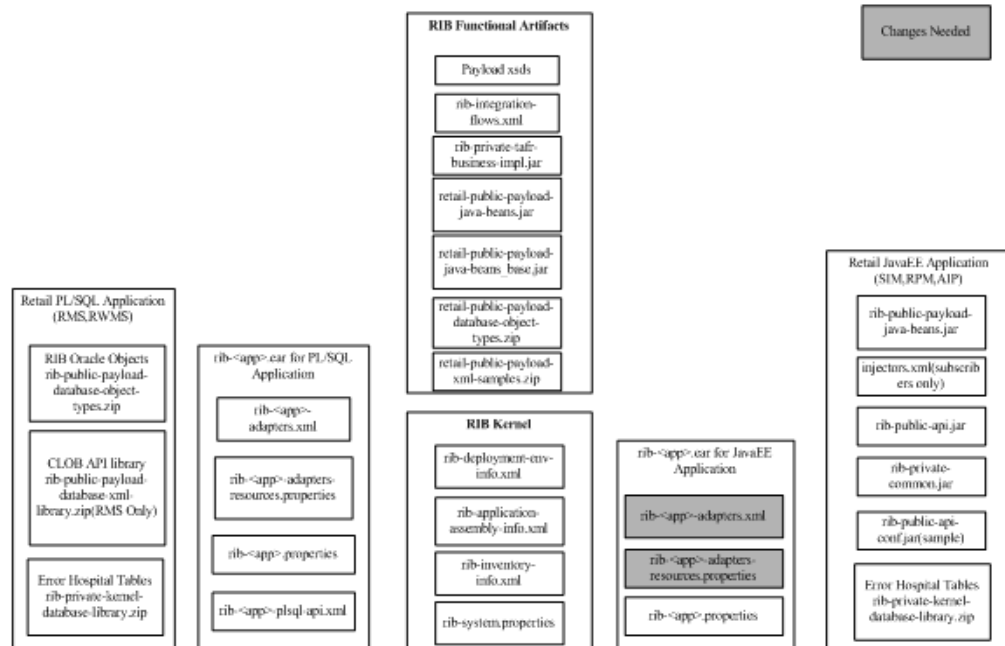 RIB Functional Artifacts
Payload xsds
rib-integration-
flows.xml
rib-private-tafr-
business-impl.jar
retail-public-payload-
java-beans.jar
retail-public-payload-
java-beans_base.jar
retail-public-payload-
database-object-
types.zip
retail-public-payload-
xml-samples.zip
Changes Needed
Retail PL/SQL Application
(RMS,RWMS)
RIB Oracle Objects
rib-public-payload-
database-object-
types.zip
CLOB API library
rib-public-payload-
database-xml-
library.zip(RMS Only)
Error Hospital Tables
rib-private-kernel-
database-library.zip
rib-<app>.ear for PL/SQL
Application
rib-<app>-
adapters.xml
rib-<app>-adapters-
resources.properties
rib-<app>.properties
rib-<app>-plsql-api.xml
RIB Kernel
rib-deployment-env-
info.xml
rib-application-
assembly-info.xml
rib-inventory-
info.xml
rib-system.properties
rib-<app>.ear for JavaEE
Application
rib-<app>-adapters.xml
rib-<app>-adapters-
resources.properties
rib-<app>.properties
Retail JavaEE Application
(SIM,RPM,AIP)
rib-public-payload-
java-beans.jar
injectors.xml(subscrib
ers only)
rib-public-api.jar
rib-private-
common.jar
rib-public-api-
conf.jar(sample)
Error Hospital Tables
rib-private-kernel-
database-library.zip